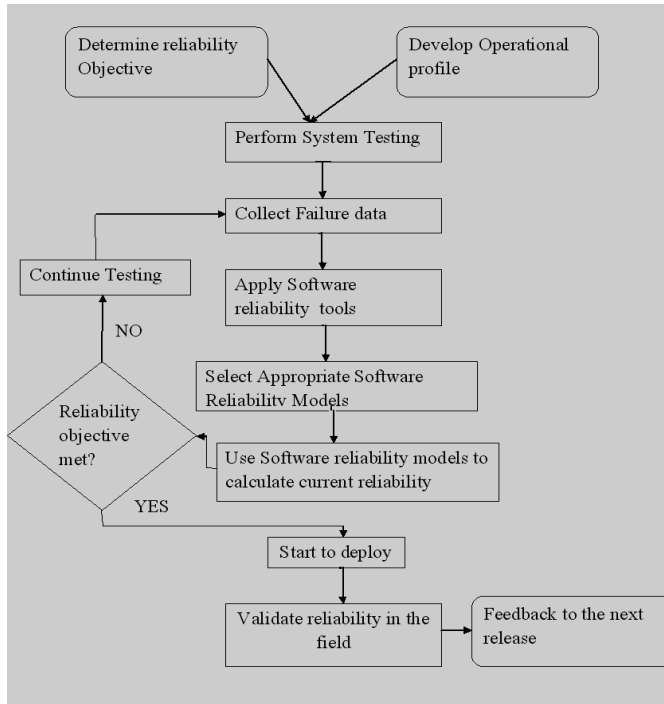 Determine reliability
Objective
Develop Operational
profile
Perform System Testing
Collect Failure data
Continue Testing
Apply Software
reliability tools
NO
Select Appropriate Software
Reliability Models
Reliability
objective
met?
Use Software reliability models to
calculate current reliability
YES
Start to deploy
Validate reliability in the
field
Feedback to the next
release